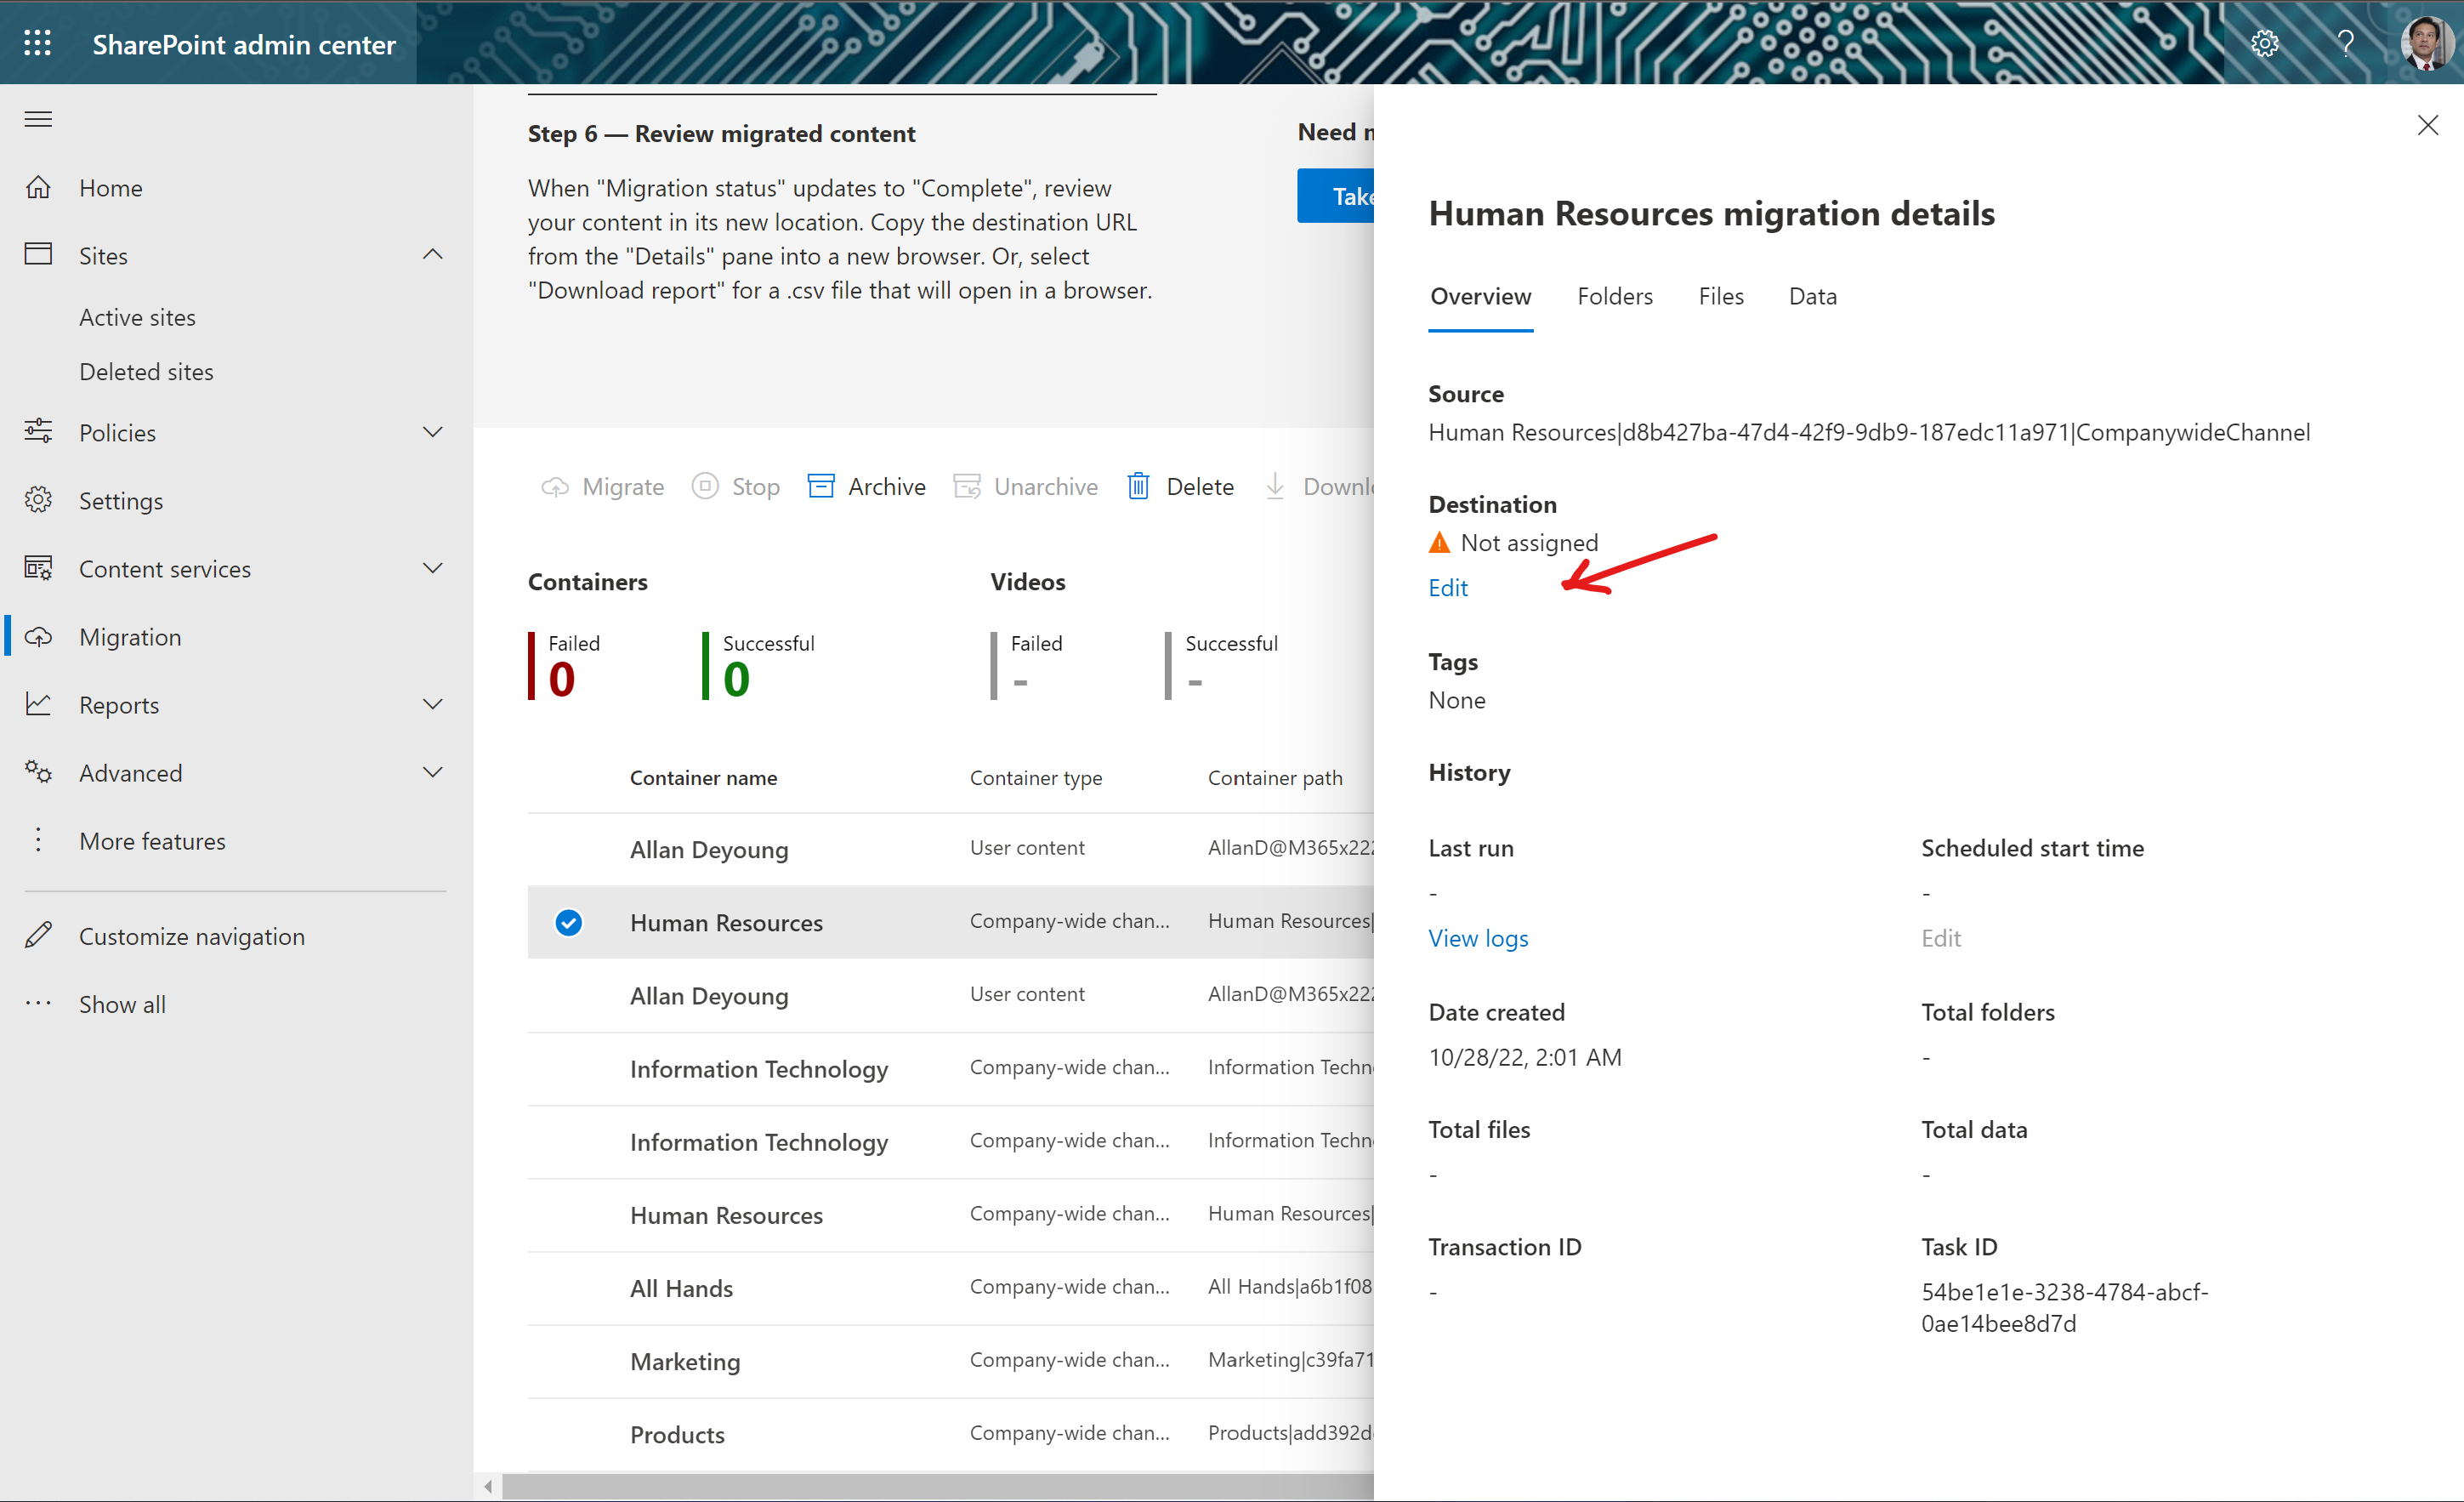 SharePoint admin center
Home
Sites
Active sites
Deleted sites
Policies
Settings
Content services
Migration
Reports
Advanced
More features
Customize navigation
Show all
Step 6 — Review migrated content
When "Migration status" updates to "Complete", review
your content in its new location. Copy the destination URL
from the "Details" pane into a new browser. Or, select
"Download report" for a .csv file that will open in a browser.
Need
Take
Migrate Stop Archive Unarchive Delete Downl
Containers Videos
Failed Successful Failed Successful
0 0 - -
Container name Container type Container path
Allan Deyoung User content AllanD@M365x222
Human Resources Company-wide chan... Human Resources|
Allan Deyoung User content AllanD@M365x222
Information Technology Company-wide chan... Information Techn
Information Technology Company-wide chan... Information Techn
Human Resources Company-wide chan... Human Resources|
All Hands Company-wide chan... All Hands|a6b1f08
Marketing Company-wide chan... Marketing|c39fa71
Products Company-wide chan... Products|add392d
Human Resources migration details
Overview Folders Files Data
Source
Human Resources|d8b427ba-47d4-42f9-9db9-187edc11a971|CompanywideChannel
Destination
Not assigned
Edit
Tags
None
History
Last run Scheduled start time
- -
View logs Edit
Date created Total folders
10/28/22, 2:01 AM -
Total files Total data
- -
Transaction ID Task ID
- 54be1e1e-3238-4784-abcf-
0ae14bee8d7d